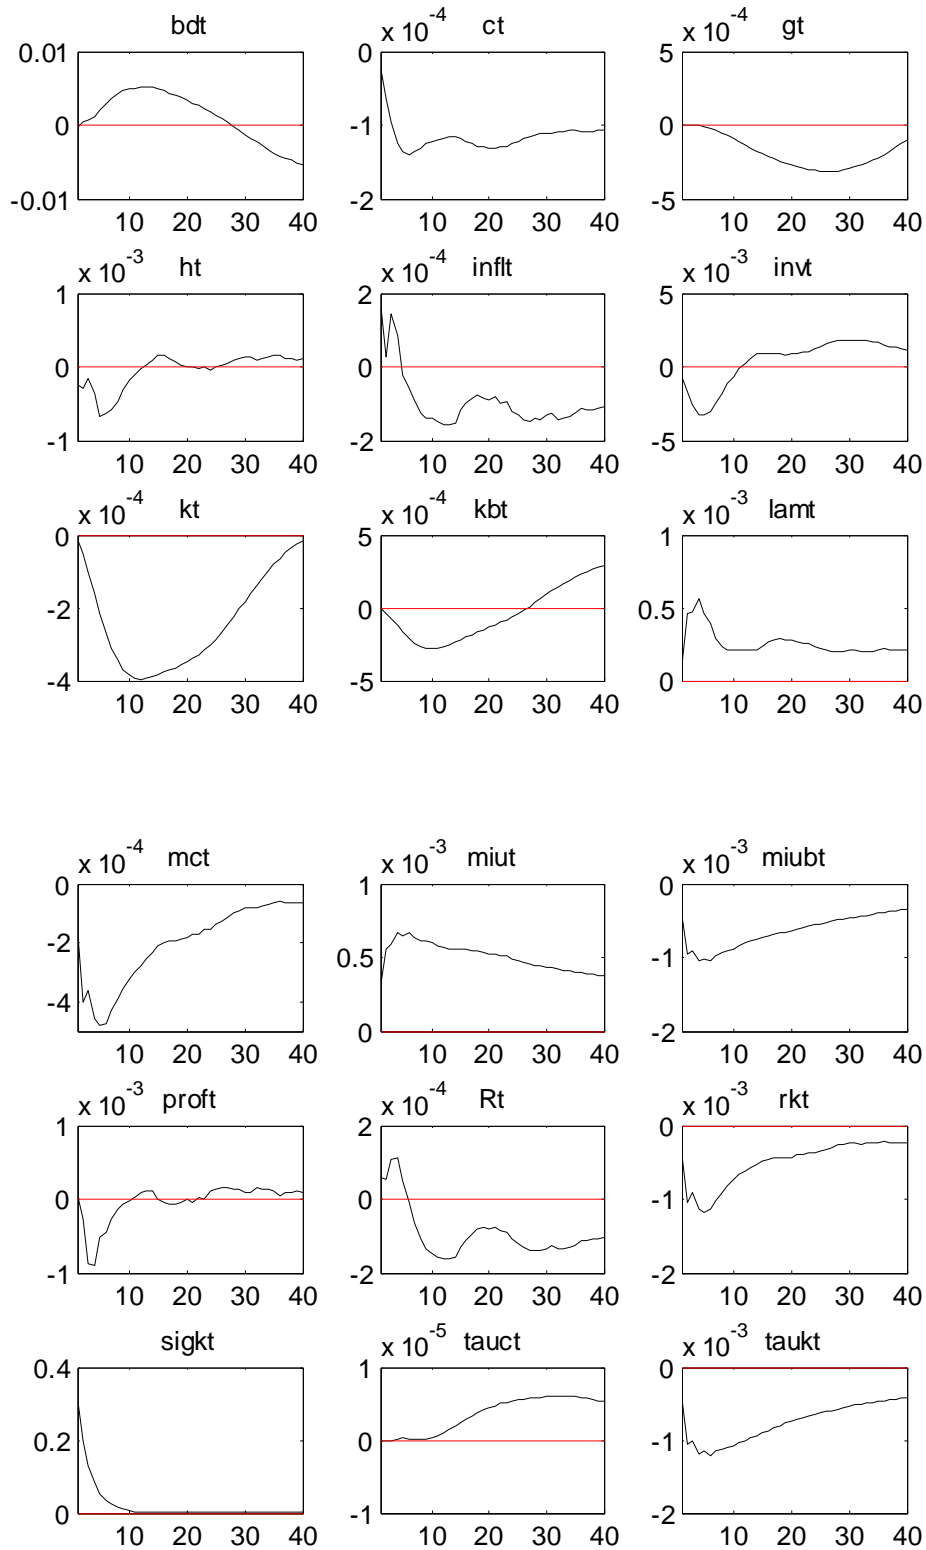 bdt
0.01
0
-0.01
10 20 30 40
x 10^-4 ct
0
-1
-2
10 20 30 40
x 10^-4 gt
5
0
-5
10 20 30 40
x 10^-3 ht
1
0
-1
10 20 30 40
x 10^-4 inflt
2
0
-2
10 20 30 40
x 10^-3 invt
5
0
-5
10 20 30 40
x 10^-4 kt
0
-2
-4
10 20 30 40
x 10^-4 kbt
5
0
-5
10 20 30 40
x 10^-3 lamt
1
0.5
0
10 20 30 40
x 10^-4 mct
0
-2
-4
10 20 30 40
x 10^-3 miut
1
0.5
0
10 20 30 40
x 10^-3 miubt
0
-1
-2
10 20 30 40
x 10^-3 proft
1
0
-1
10 20 30 40
x 10^-4 Rt
2
0
-2
10 20 30 40
x 10^-3 rkt
0
-1
-2
10 20 30 40
sigkt
0.4
0.2
0
10 20 30 40
x 10^-5 tauct
1
0
-1
10 20 30 40
x 10^-3 taukt
0
-1
-2
10 20 30 40